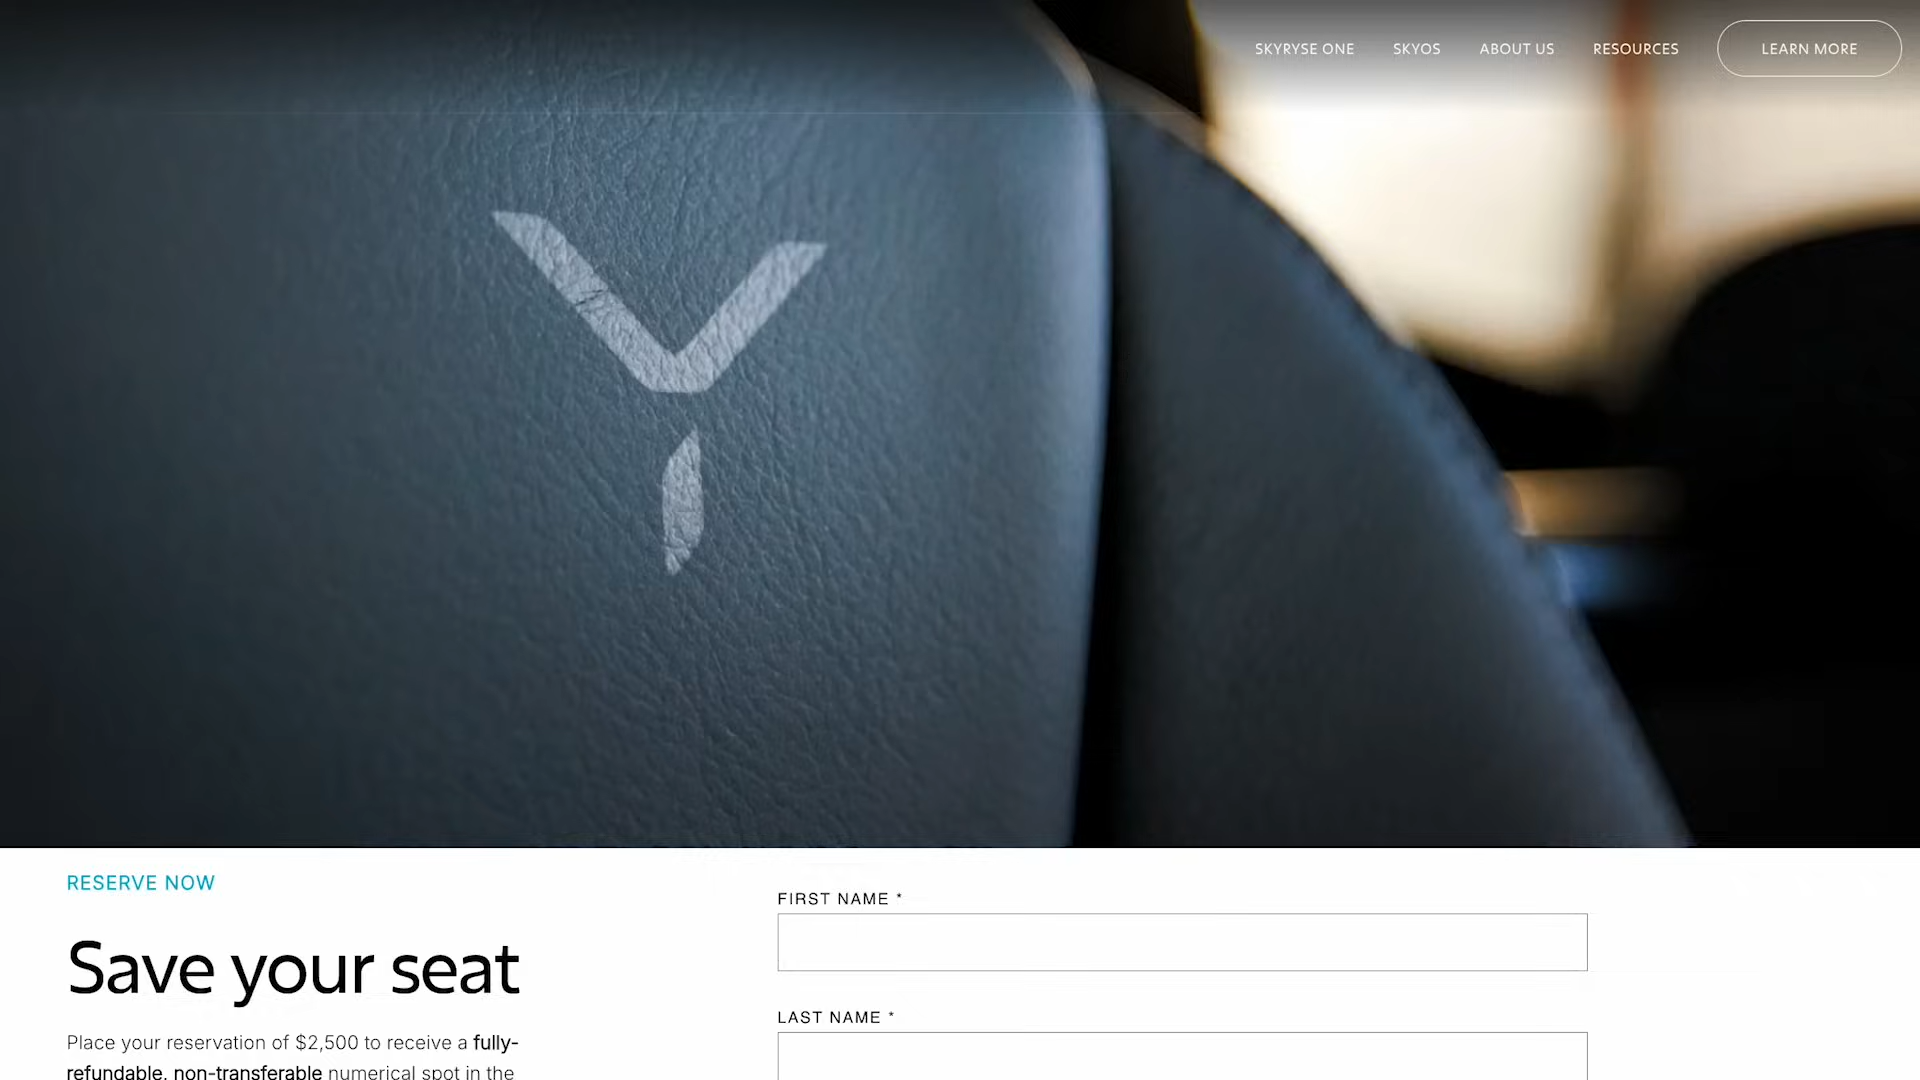 SKYRYSE ONE SKYOS ABOUT US RESOURCES LEARN MORE
RESERVE NOW
Save your seat
Place your reservation of $2,500 to receive a fully-
refundable, non-transferable numerical spot in the
FIRST NAME *
LAST NAME *